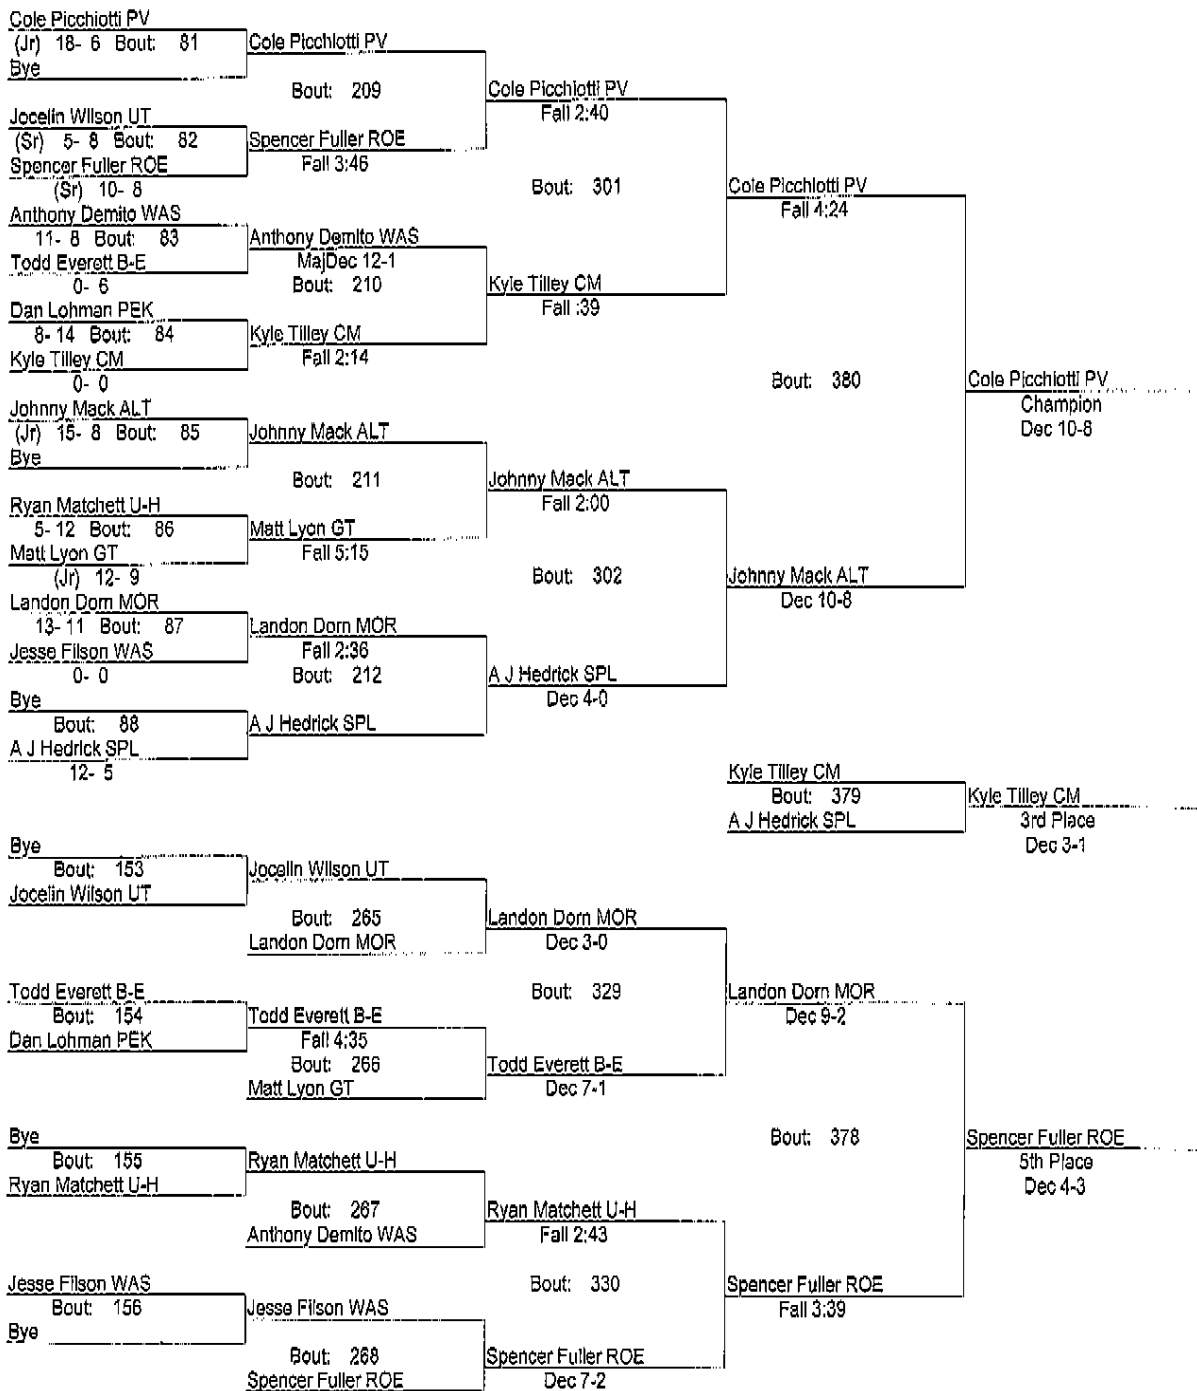 Cole Picchiotti PV
(Jr) 18- 6 Bout: 81
Bye
Cole Picchiotti PV
Bout: 209
Jocelin Wilson UT
(Sr) 5- 8 Bout: 82
Spencer Fuller ROE
(Sr) 10- 8
Spencer Fuller ROE
Fall 3:46
Cole Picchiotti PV
Fall 2:40
Bout: 301
Anthony Demito WAS
11- 8 Bout: 83
Todd Everett B-E
0- 6
Anthony Demito WAS
MajDec 12-1
Bout: 210
Dan Lohman PEK
8- 14 Bout: 84
Kyle Tilley CM
0- 0
Kyle Tilley CM
Fall 2:14
Kyle Tilley CM
Fall :39
Cole Picchiotti PV
Fall 4:24
Bout: 380
Cole Picchiotti PV
Champion
Dec 10-8
Johnny Mack ALT
(Jr) 15- 8 Bout: 85
Bye
Johnny Mack ALT
Bout: 211
Ryan Matchett U-H
5- 12 Bout: 86
Matt Lyon GT
(Jr) 12- 9
Matt Lyon GT
Fall 5:15
Johnny Mack ALT
Fall 2:00
Bout: 302
Landon Dorn MOR
13- 11 Bout: 87
Jesse Filson WAS
0- 0
Landon Dorn MOR
Fall 2:36
Bout: 212
Bye
Bout: 88
A J Hedrick SPL
12- 5
A J Hedrick SPL
A J Hedrick SPL
Dec 4-0
Johnny Mack ALT
Dec 10-8
Kyle Tilley CM
Bout: 379
A J Hedrick SPL
Kyle Tilley CM
3rd Place
Dec 3-1
Bye
Bout: 153
Jocelin Wilson UT
Jocelin Wilson UT
Bout: 265
Landon Dorn MOR
Landon Dorn MOR
Dec 3-0
Bout: 329
Todd Everett B-E
Bout: 154
Dan Lohman PEK
Todd Everett B-E
Fall 4:35
Bout: 266
Matt Lyon GT
Todd Everett B-E
Dec 7-1
Landon Dorn MOR
Dec 9-2
Bout: 378
Bye
Bout: 155
Ryan Matchett U-H
Ryan Matchett U-H
Bout: 267
Anthony Demito WAS
Ryan Matchett U-H
Fall 2:43
Bout: 330
Jesse Filson WAS
Bout: 156
Bye
Jesse Filson WAS
Bout: 268
Spencer Fuller ROE
Spencer Fuller ROE
Dec 7-2
Spencer Fuller ROE
Fall 3:39
Spencer Fuller ROE
5th Place
Dec 4-3